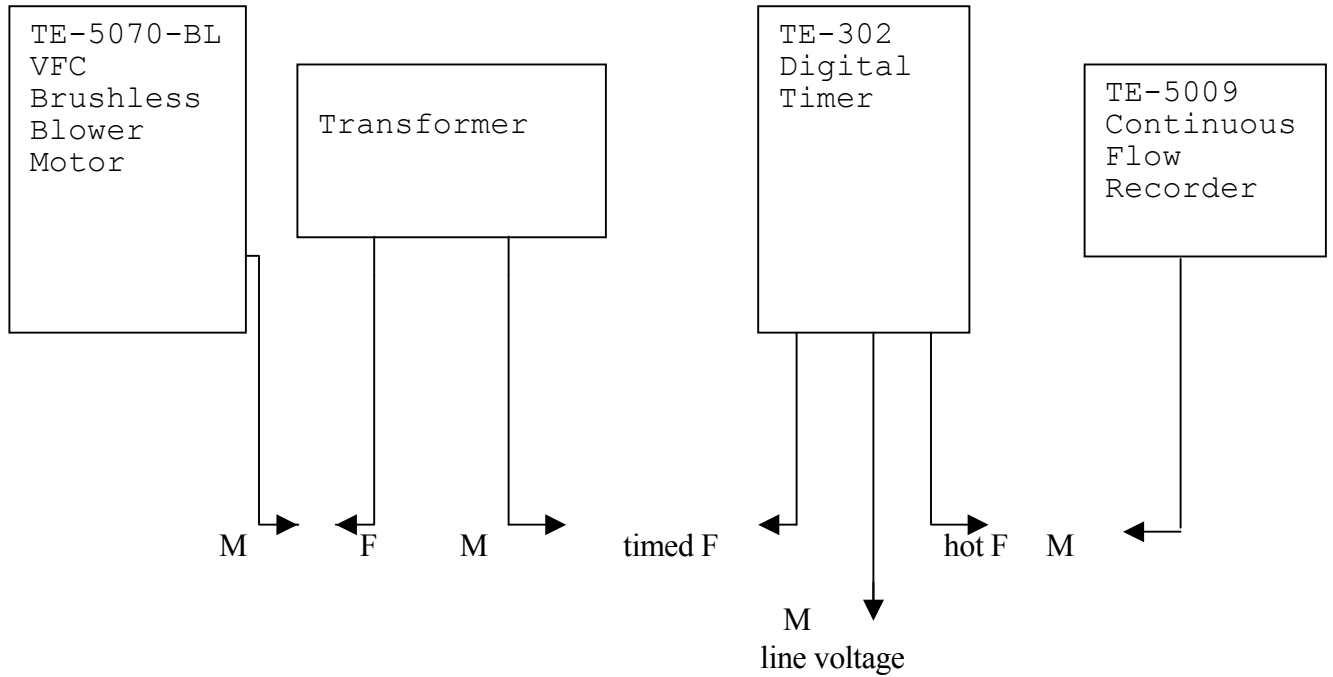 TE-5070-BL
VFC
Brushless
Blower
Motor
Transformer
TE-302
Digital
Timer
TE-5009
Continuous
Flow
Recorder
M F M timed F hot F M
M
line voltage